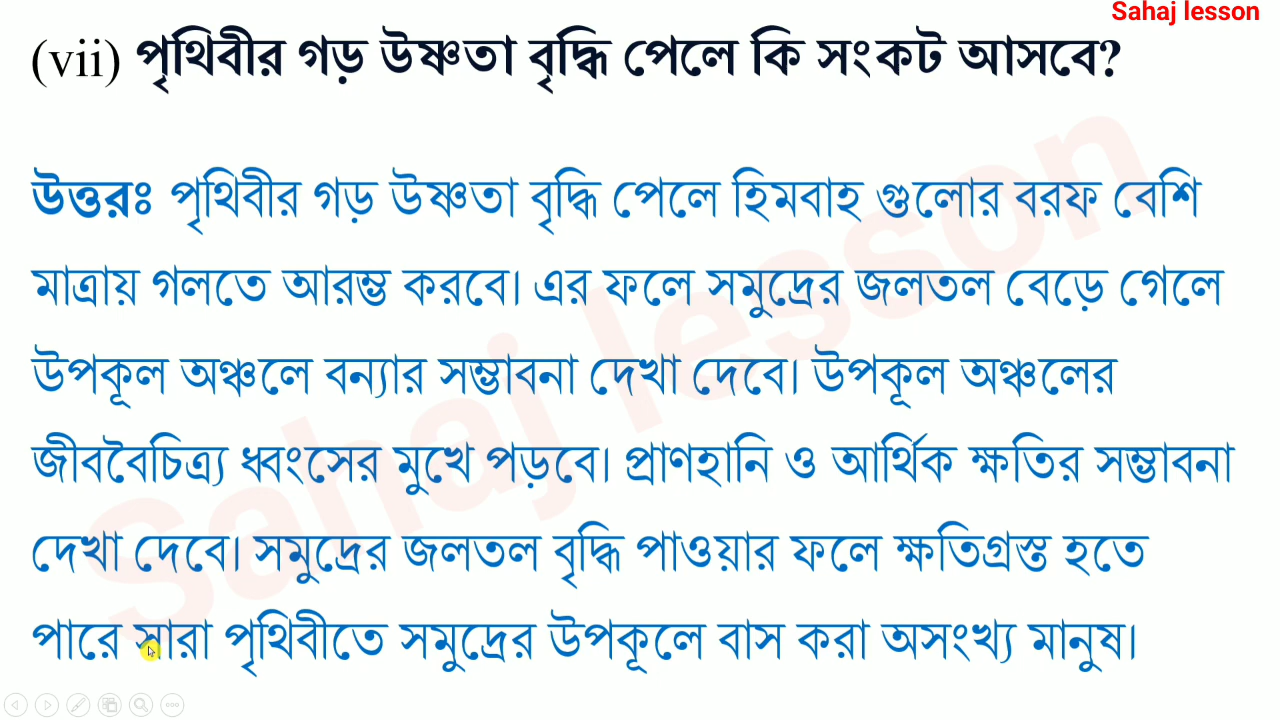 Sahaj lesson
(vii) পৃথিবীর গড় উষ্ণতা বৃদ্ধি পেলে কি সংকট আসবে?
উত্তরঃ পৃথিবীর গড় উষ্ণতা বৃদ্ধি পেলে হিমবাহ গুলোর বরফ বেশি
মাত্রায় গলতে আরম্ভ করবে। এর ফলে সমুদ্রের জলতল বেড়ে গেলে
উপকূল অঞ্চলে বন্যার সম্ভাবনা দেখা দেবে। উপকূল অঞ্চলের
জীববৈচিত্র্য ধ্বংসের মুখে পড়বে। প্রাণহানি ও আর্থিক ক্ষতির সম্ভাবনা
দেখা দেবে। সমুদ্রের জলতল বৃদ্ধি পাওয়ার ফলে ক্ষতিগ্রস্ত হতে
পারে সারা পৃথিবীতে সমুদ্রের উপকূলে বাস করা অসংখ্য মানুষ।
Sahaj lesson